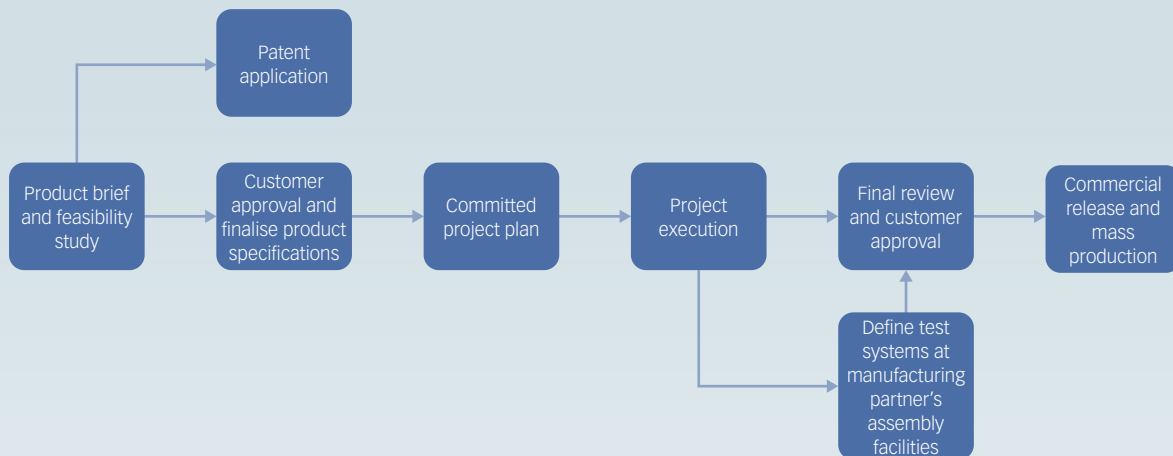 Patent
application
Product brief
and feasibility
study
Customer
approval and
finalise product
specifications
Committed
project plan
Project
execution
Final review
and customer
approval
Commercial
release and
mass
production
Define test
systems at
manufacturing
partner's
assembly
facilities